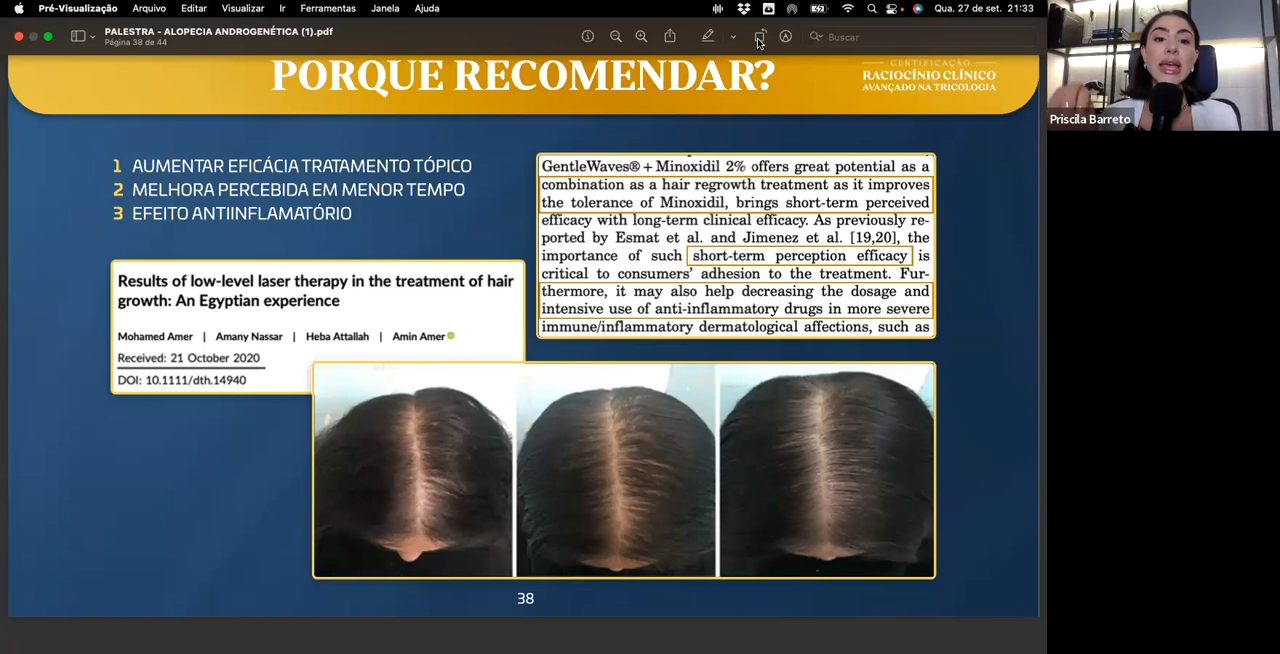 Pré-Visualização Arquivo Editar Visualizar Ir Ferramentas Janela Ajuda
Qua. 27 de set. 21:33
PALESTRA - ALOPECIA ANDROGENÉTICA (1).pdf
Página 38 de 44
Buscar
PORQUE RECOMENDAR?
CERTIFICAÇÃO
RACIOCÍNIO CLÍNICO
AVANÇADO NA TRICOLOGIA
1 AUMENTAR EFICÁCIA TRATAMENTO TÓPICO
2 MELHORA PERCEBIDA EM MENOR TEMPO
3 EFEITO ANTIINFLAMATÓRIO
GentleWaves® + Minoxidil 2% offers great potential as a
combination as a hair regrowth treatment as it improves
the tolerance of Minoxidil, brings short-term perceived
efficacy with long-term clinical efficacy. As previously re-
ported by Esmat et al. and Jimenez et al. [19,20], the
importance of such short-term perception efficacy is
critical to consumers' adhesion to the treatment. Fur-
thermore, it may also help decreasing the dosage and
intensive use of anti-inflammatory drugs in more severe
immune/inflammatory dermatological affections, such as
Results of low-level laser therapy in the treatment of hair
growth: An Egyptian experience
Mohamed Amer | Amany Nassar | Heba Attallah | Amin Amer
Received: 21 October 2020
DOI: 10.1111/dth.14940
38
Priscila Barreto